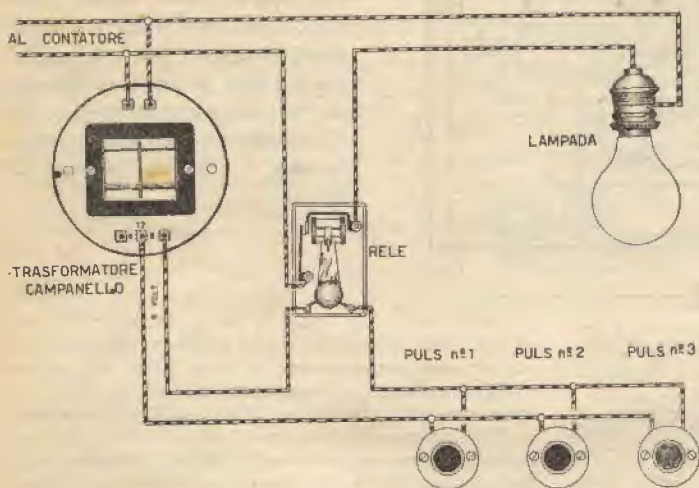 AL CONTATORE
LAMPADA
RELE
-TRASFORMATORE
CAMPANELLO
PULS nº1
PULS nº2
PULS nº3